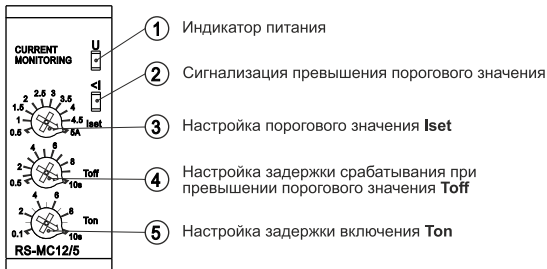 CURRENT
MONITORING
U
<I
2 2.5 3 3.5
1.5 4
1 4.5 Iset
0.5 5A
4 6
2 8
Toff
0.5 10s
4 6
2 8
Ton
0.1 10s
RS-MC12/5
1 Индикатор питания
2 Сигнализация превышения порогового значения
3 Настройка порогового значения Iset
4 Настройка задержки срабатывания при
превышении порогового значения Toff
5 Настройка задержки включения Ton